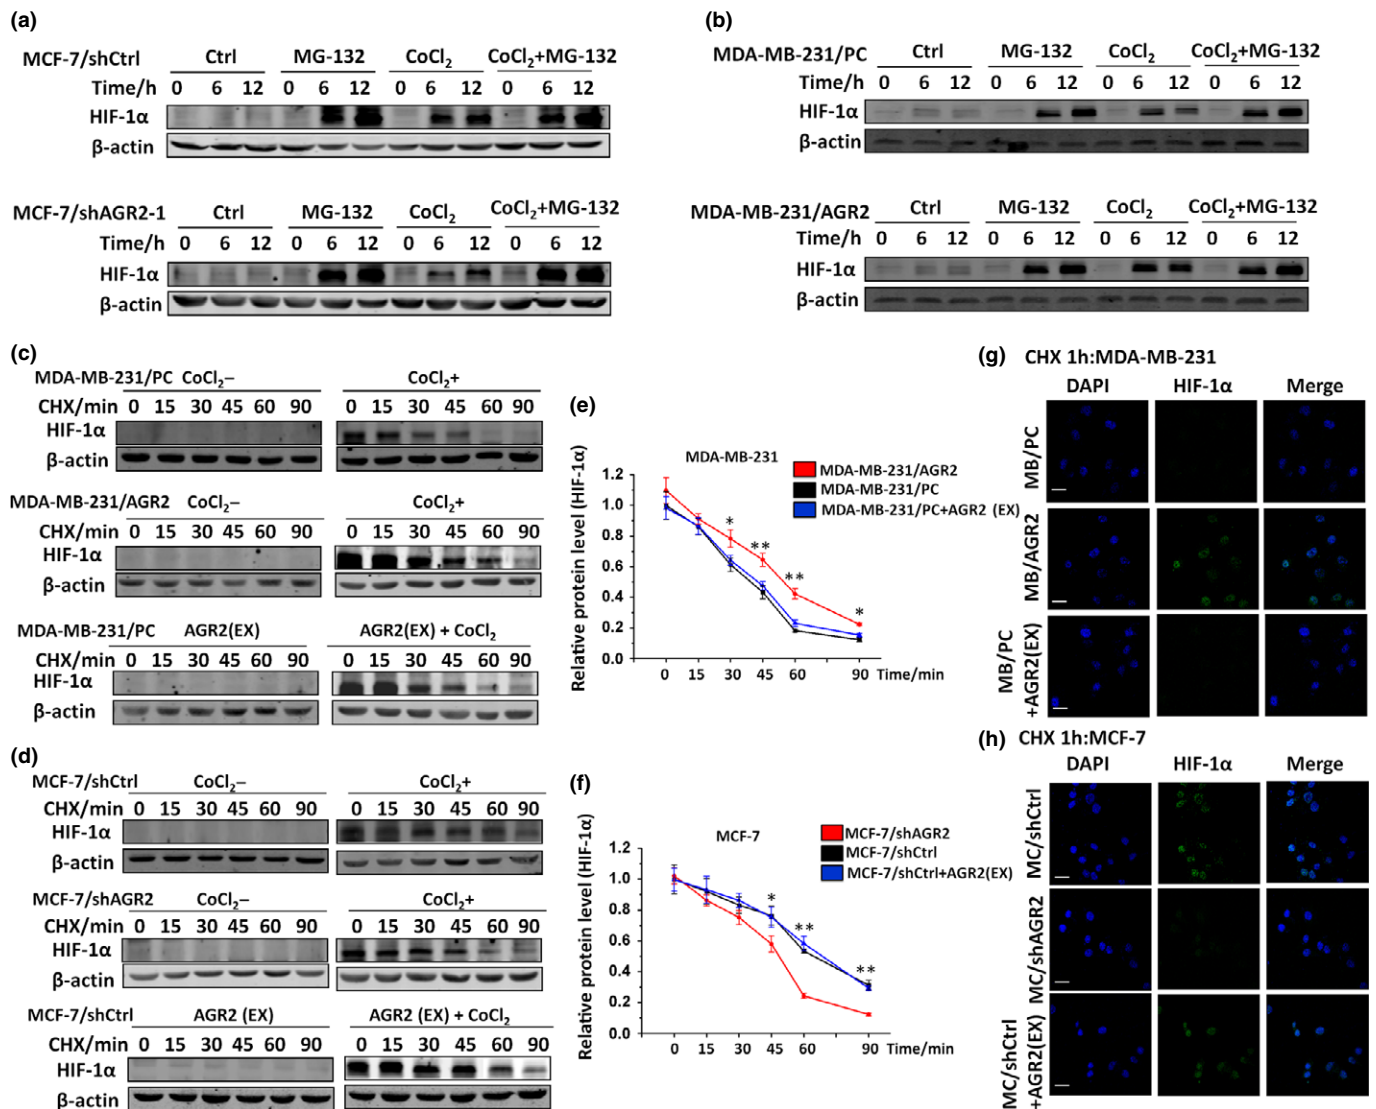 (a)
MCF-7/shCtrl Ctrl MG-132 CoCl2 CoCl2+MG-132
Time/h 0 6 12 0 6 12 0 6 12 0 6 12
HIF-1α
β-actin
MCF-7/shAGR2-1 Ctrl MG-132 CoCl2 CoCl2+MG-132
Time/h 0 6 12 0 6 12 0 6 12 0 6 12
HIF-1α
β-actin
(b)
MDA-MB-231/PC Ctrl MG-132 CoCl2 CoCl2+MG-132
Time/h 0 6 12 0 6 12 0 6 12 0 6 12
HIF-1α
β-actin
MDA-MB-231/AGR2 Ctrl MG-132 CoCl2 CoCl2+MG-132
Time/h 0 6 12 0 6 12 0 6 12 0 6 12
HIF-1α
β-actin
(c)
MDA-MB-231/PC CoCl2− CoCl2+
CHX/min 0 15 30 45 60 90 0 15 30 45 60 90
HIF-1α
β-actin
MDA-MB-231/AGR2 CoCl2− CoCl2+
CHX/min 0 15 30 45 60 90 0 15 30 45 60 90
HIF-1α
β-actin
MDA-MB-231/PC AGR2(EX) AGR2(EX) + CoCl2
CHX/min 0 15 30 45 60 90 0 15 30 45 60 90
HIF-1α
β-actin
(d)
MCF-7/shCtrl CoCl2− CoCl2+
CHX/min 0 15 30 45 60 90 0 15 30 45 60 90
HIF-1α
β-actin
MCF-7/shAGR2 CoCl2− CoCl2+
CHX/min 0 15 30 45 60 90 0 15 30 45 60 90
HIF-1α
β-actin
MCF-7/shCtrl AGR2 (EX) AGR2 (EX) + CoCl2
CHX/min 0 15 30 45 60 90 0 15 30 45 60 90
HIF-1α
β-actin
(e)
MDA-MB-231
MDA-MB-231/AGR2
MDA-MB-231/PC
MDA-MB-231/PC+AGR2 (EX)
Relative protein level (HIF-1α)
1.2
1.0
0.8
0.6
0.4
0.2
0.0
* ** ** *
0 15 30 45 60 90 Time/min
(f)
MCF-7
MCF-7/shAGR2
MCF-7/shCtrl
MCF-7/shCtrl+AGR2(EX)
Relative protein level (HIF-1α)
1.2
1.0
0.8
0.6
0.4
0.2
0.0
* ** **
0 15 30 45 60 90 Time/min
(g) CHX 1h:MDA-MB-231
DAPI HIF-1α Merge
MB/PC
MB/AGR2
MB/PC
+AGR2(EX)
(h) CHX 1h:MCF-7
DAPI HIF-1α Merge
MC/shCtrl
MC/shAGR2
MC/shCtrl
+AGR2(EX)